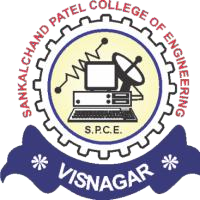 SANKALCHAND PATEL COLLEGE OF ENGINEERING
S.P.C.E.
VISNAGAR